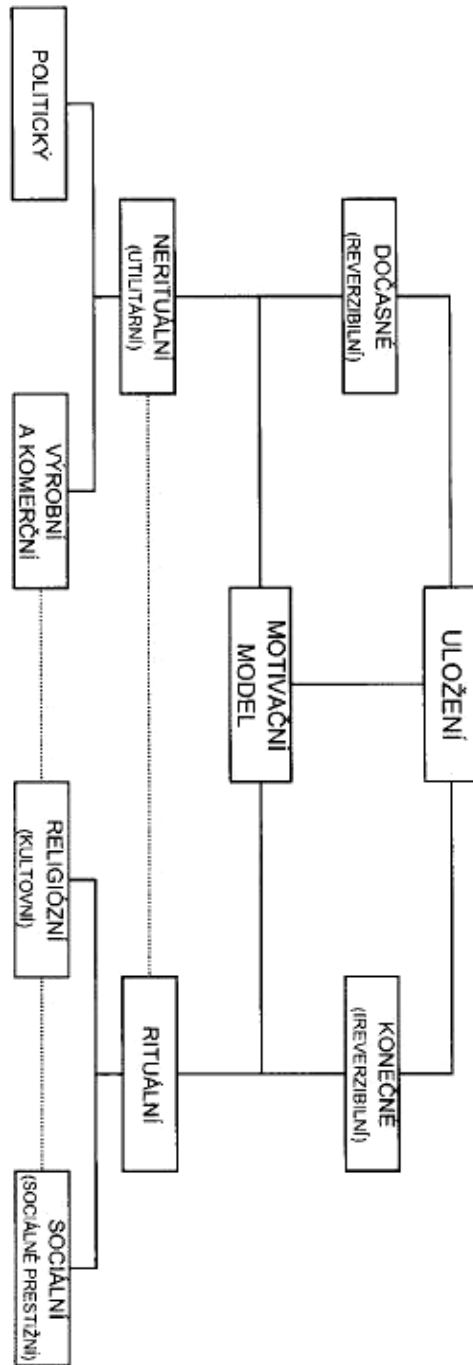 ULOŽENÍ
DOČASNÉ
(REVERZIBILNÍ)
KONEČNÉ
(IREVERZIBILNÍ)
MOTIVAČNÍ
MODEL
NERITUÁLNÍ
(UTILITÁRNÍ)
RITUÁLNÍ
POLITICKÝ
VÝROBNÍ
A KOMERČNÍ
RELIGIÓZNÍ
(KULTOVNÍ)
SOCIÁLNÍ
(SOCIÁLNĚ PRESTIŽNÍ)